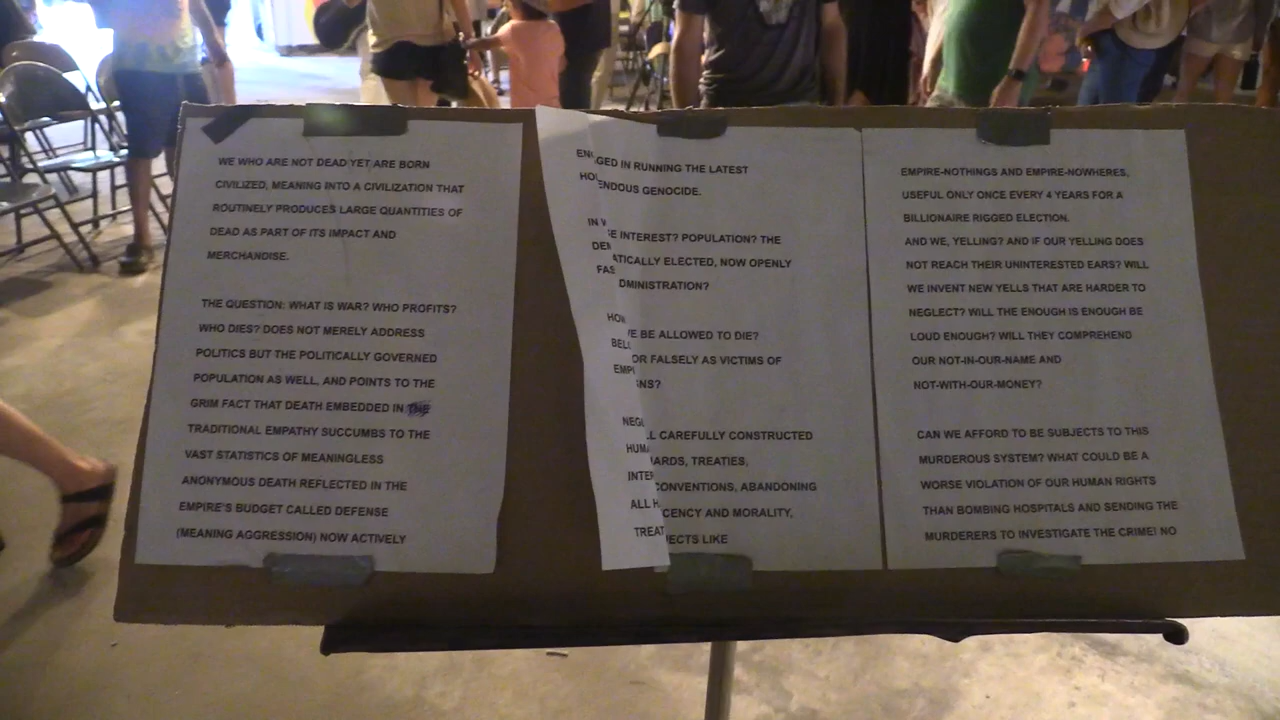 WE WHO ARE NOT DEAD YET ARE BORN
CIVILIZED, MEANING INTO A CIVILIZATION THAT
ROUTINELY PRODUCES LARGE QUANTITIES OF
DEAD AS PART OF ITS IMPACT AND
MERCHANDISE.
THE QUESTION: WHAT IS WAR? WHO PROFITS?
WHO DIES? DOES NOT MERELY ADDRESS
POLITICS BUT THE POLITICALLY GOVERNED
POPULATION AS WELL, AND POINTS TO THE
GRIM FACT THAT DEATH EMBEDDED IN
TRADITIONAL EMPATHY SUCCUMBS TO THE
VAST STATISTICS OF MEANINGLESS
ANONYMOUS DEATH REFLECTED IN THE
EMPIRE'S BUDGET CALLED DEFENSE
(MEANING AGGRESSION) NOW ACTIVELY
IN RUNNING THE LATEST
GENOCIDE.
IN INTEREST? POPULATION? THE
ELECTED, NOW OPENLY
BE ALLOWED TO DIE?
OR FALSELY AS VICTIMS OF
CAREFULLY CONSTRUCTED
TREATIES,
CONVENTIONS, ABANDONING
ALL AND MORALITY,
LIKE
EMPIRE-NOTHINGS AND EMPIRE-NOWHERES,
USEFUL ONLY ONCE EVERY 4 YEARS FOR A
BILLIONAIRE RIGGED ELECTION.
AND WE, YELLING? AND IF OUR YELLING DOES
NOT REACH THEIR UNINTERESTED EARS? WILL
WE INVENT NEW YELLS THAT ARE HARDER TO
NEGLECT? WILL THE ENOUGH IS ENOUGH BE
LOUD ENOUGH? WILL THEY COMPREHEND
OUR NOT-IN-OUR-NAME AND
NOT-WITH-OUR-MONEY?
CAN WE AFFORD TO BE SUBJECTS TO THIS
MURDEROUS SYSTEM? WHAT COULD BE A
WORSE VIOLATION OF OUR HUMAN RIGHTS
THAN BOMBING HOSPITALS AND SENDING THE
MURDERERS TO INVESTIGATE THE CRIME! NO